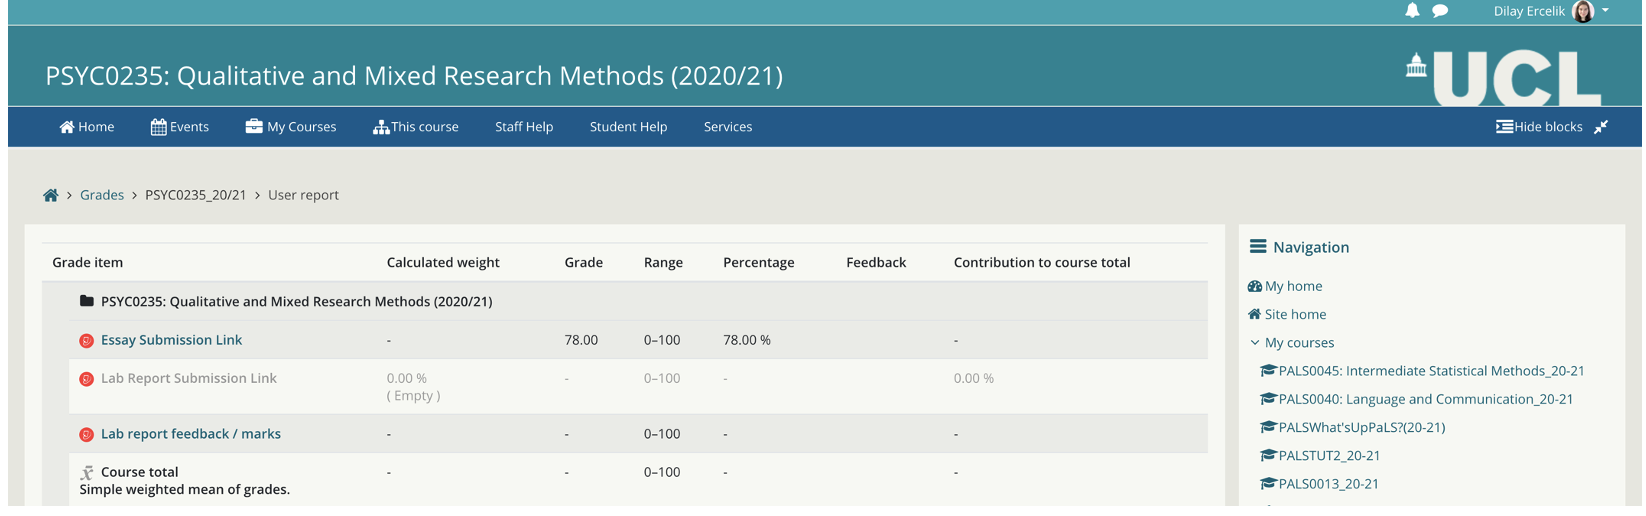 Dilay Ercelik
PSYC0235: Qualitative and Mixed Research Methods (2020/21)
UCL
Home Events My Courses This course Staff Help Student Help Services Hide blocks
Grades PSYC0235_20/21 User report
Grade item Calculated weight Grade Range Percentage Feedback Contribution to course total
PSYC0235: Qualitative and Mixed Research Methods (2020/21)
Essay Submission Link - 78.00 0–100 78.00 % -
Lab Report Submission Link 0.00 % - 0–100 - 0.00 %
( Empty )
Lab report feedback / marks - - 0–100 - -
Course total - - 0–100 - -
Simple weighted mean of grades.
Navigation
My home
Site home
My courses
PALS0045: Intermediate Statistical Methods_20-21
PALS0040: Language and Communication_20-21
PALSWhat'sUpPaLS?(20-21)
PALSTUT2_20-21
PALS0013_20-21